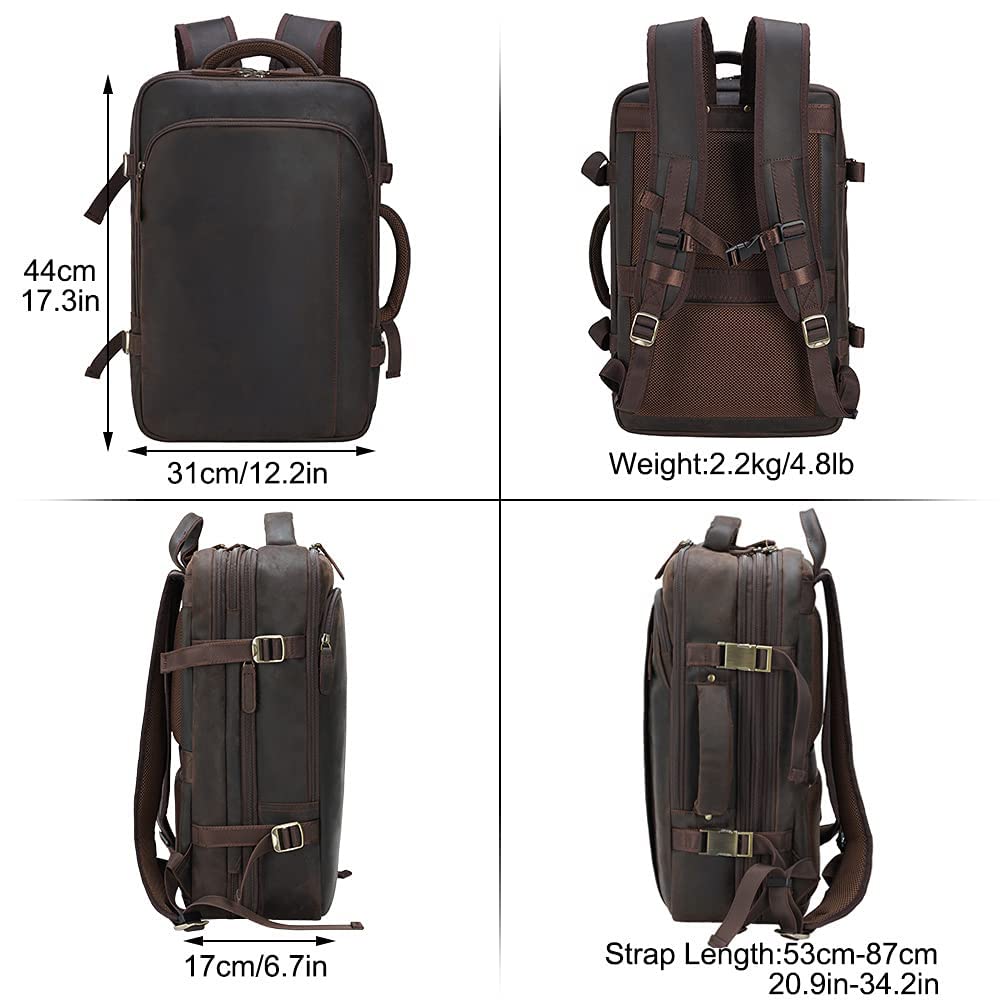 44cm
17.3in
31cm/12.2in
Weight:2.2kg/4.8lb
17cm/6.7in
Strap Length:53cm-87cm
20.9in-34.2in